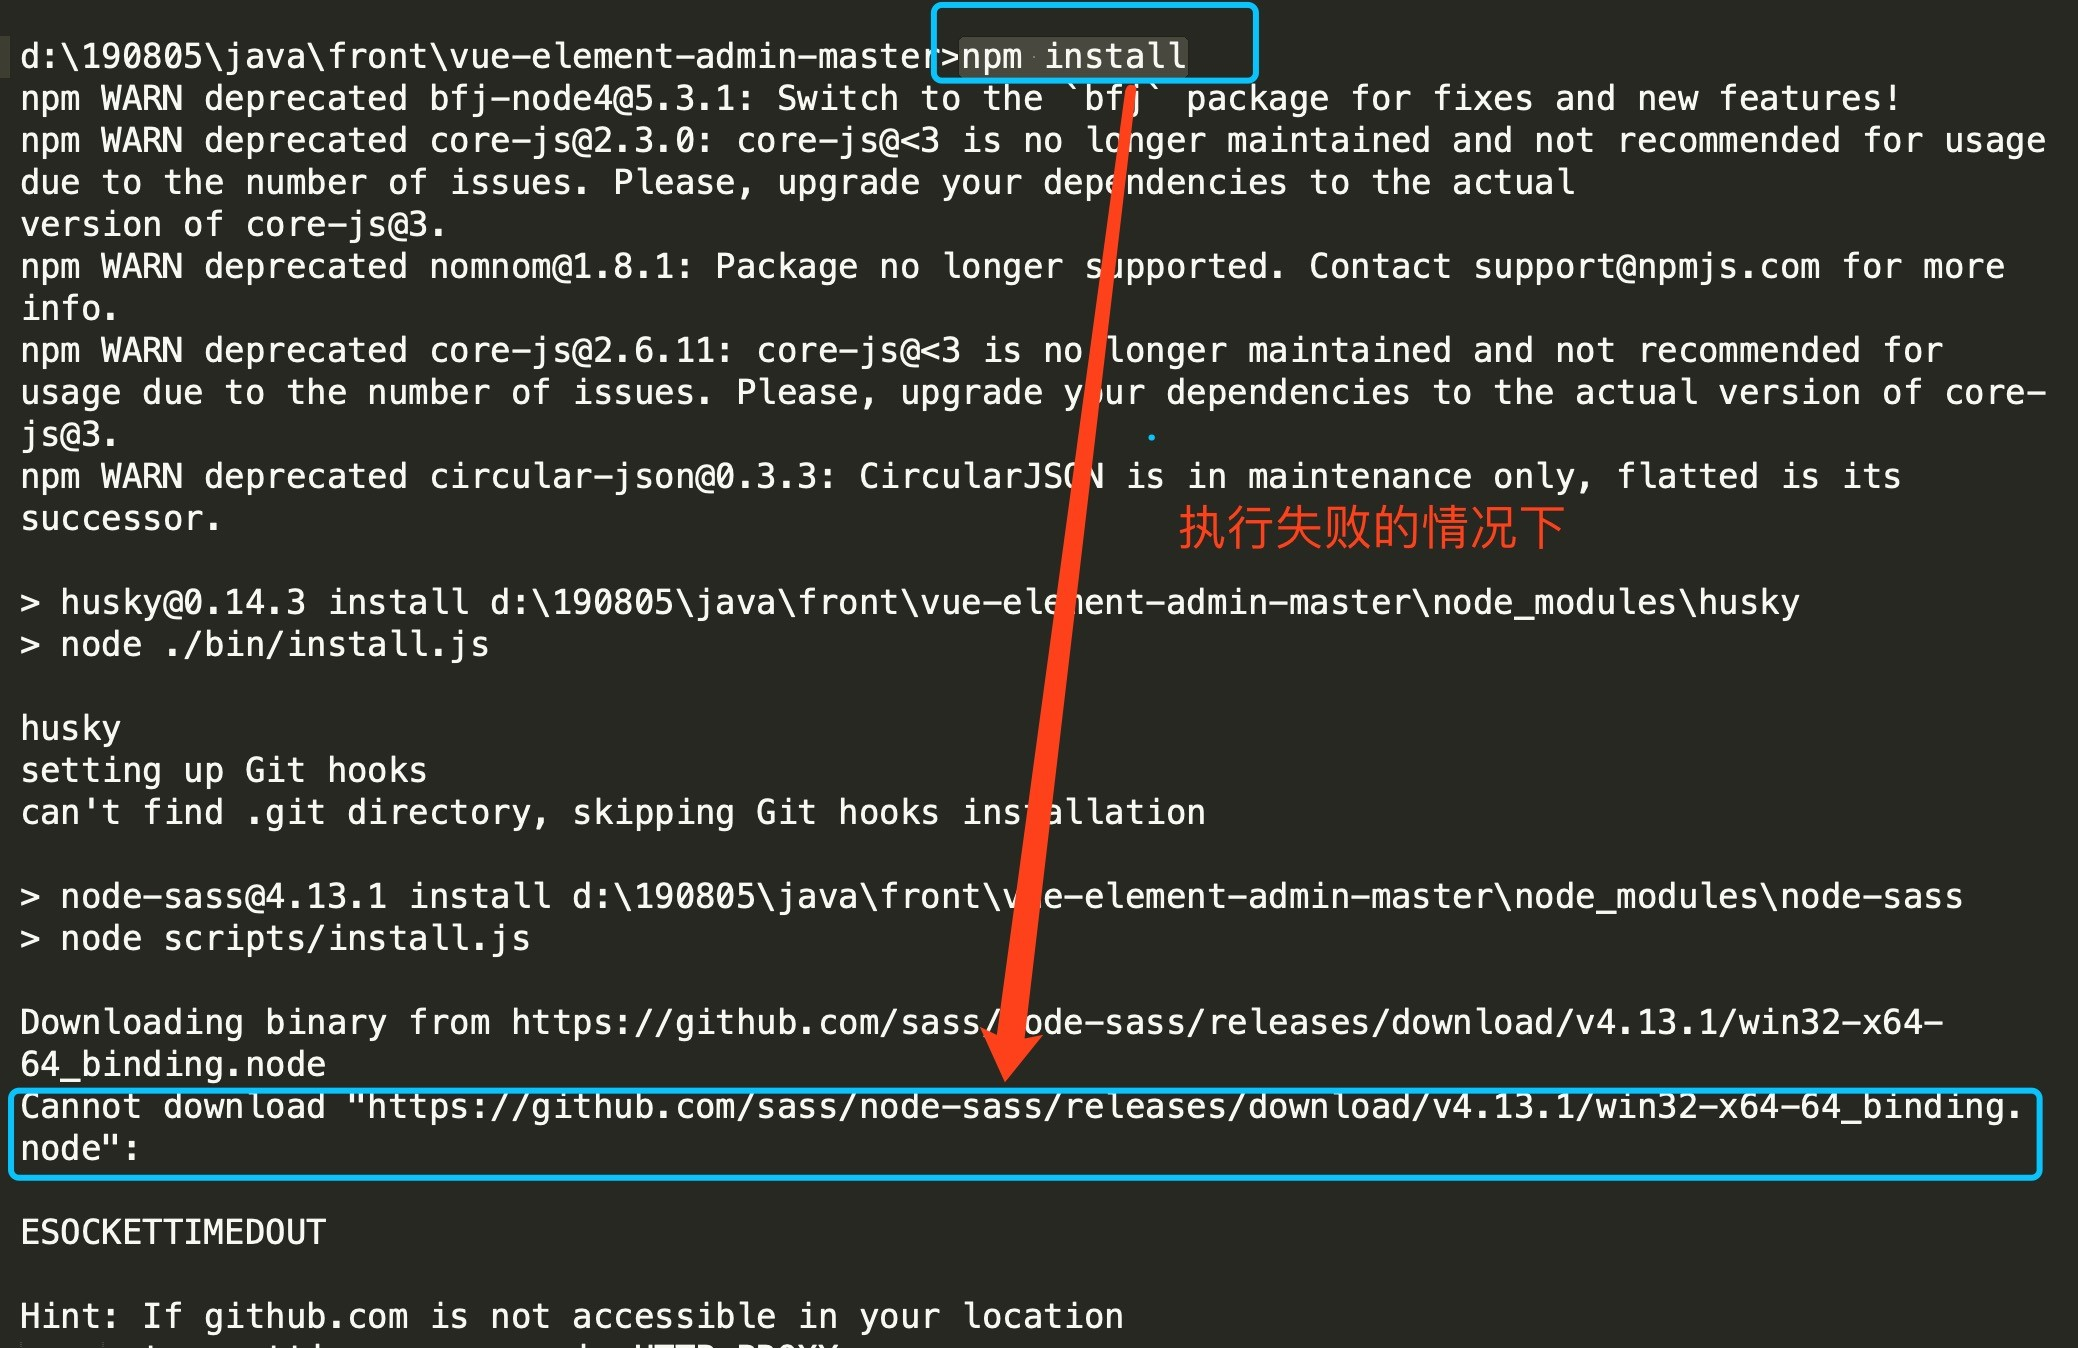 d:\190805\java\front\vue-element-admin-master>npm install
npm WARN deprecated bfj-node4@5.3.1: Switch to the `bfj` package for fixes and new features!
npm WARN deprecated core-js@2.3.0: core-js@<3 is no longer maintained and not recommended for usage
due to the number of issues. Please, upgrade your dependencies to the actual
version of core-js@3.
npm WARN deprecated nomnom@1.8.1: Package no longer supported. Contact support@npmjs.com for more
info.
npm WARN deprecated core-js@2.6.11: core-js@<3 is no longer maintained and not recommended for
usage due to the number of issues. Please, upgrade your dependencies to the actual version of core-
js@3.
npm WARN deprecated circular-json@0.3.3: CircularJSON is in maintenance only, flatted is its
successor.
执行失败的情况下
> husky@0.14.3 install d:\190805\java\front\vue-element-admin-master\node_modules\husky
> node ./bin/install.js
husky
setting up Git hooks
can't find .git directory, skipping Git hooks installation
> node-sass@4.13.1 install d:\190805\java\front\vue-element-admin-master\node_modules\node-sass
> node scripts/install.js
Downloading binary from https://github.com/sass/node-sass/releases/download/v4.13.1/win32-x64-
64_binding.node
Cannot download "https://github.com/sass/node-sass/releases/download/v4.13.1/win32-x64-64_binding.
node":
ESOCKETTIMEDOUT
Hint: If github.com is not accessible in your location
HTTP_PROXY